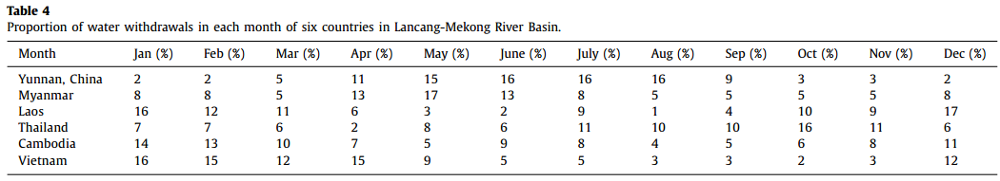 Table 4
Proportion of water withdrawals in each month of six countries in Lancang-Mekong River Basin.
Month Jan (%) Feb (%) Mar (%) Apr (%) May (%) June (%) July (%) Aug (%) Sep (%) Oct (%) Nov (%) Dec (%)
Yunnan, China 2 2 5 11 15 16 16 16 9 3 3 2
Myanmar 8 8 5 13 17 13 8 5 5 5 5 8
Laos 16 12 11 6 3 2 9 1 4 10 9 17
Thailand 7 7 6 2 8 6 11 10 10 16 11 6
Cambodia 14 13 10 7 5 9 8 4 5 6 8 11
Vietnam 16 15 12 15 9 5 5 3 3 2 3 12